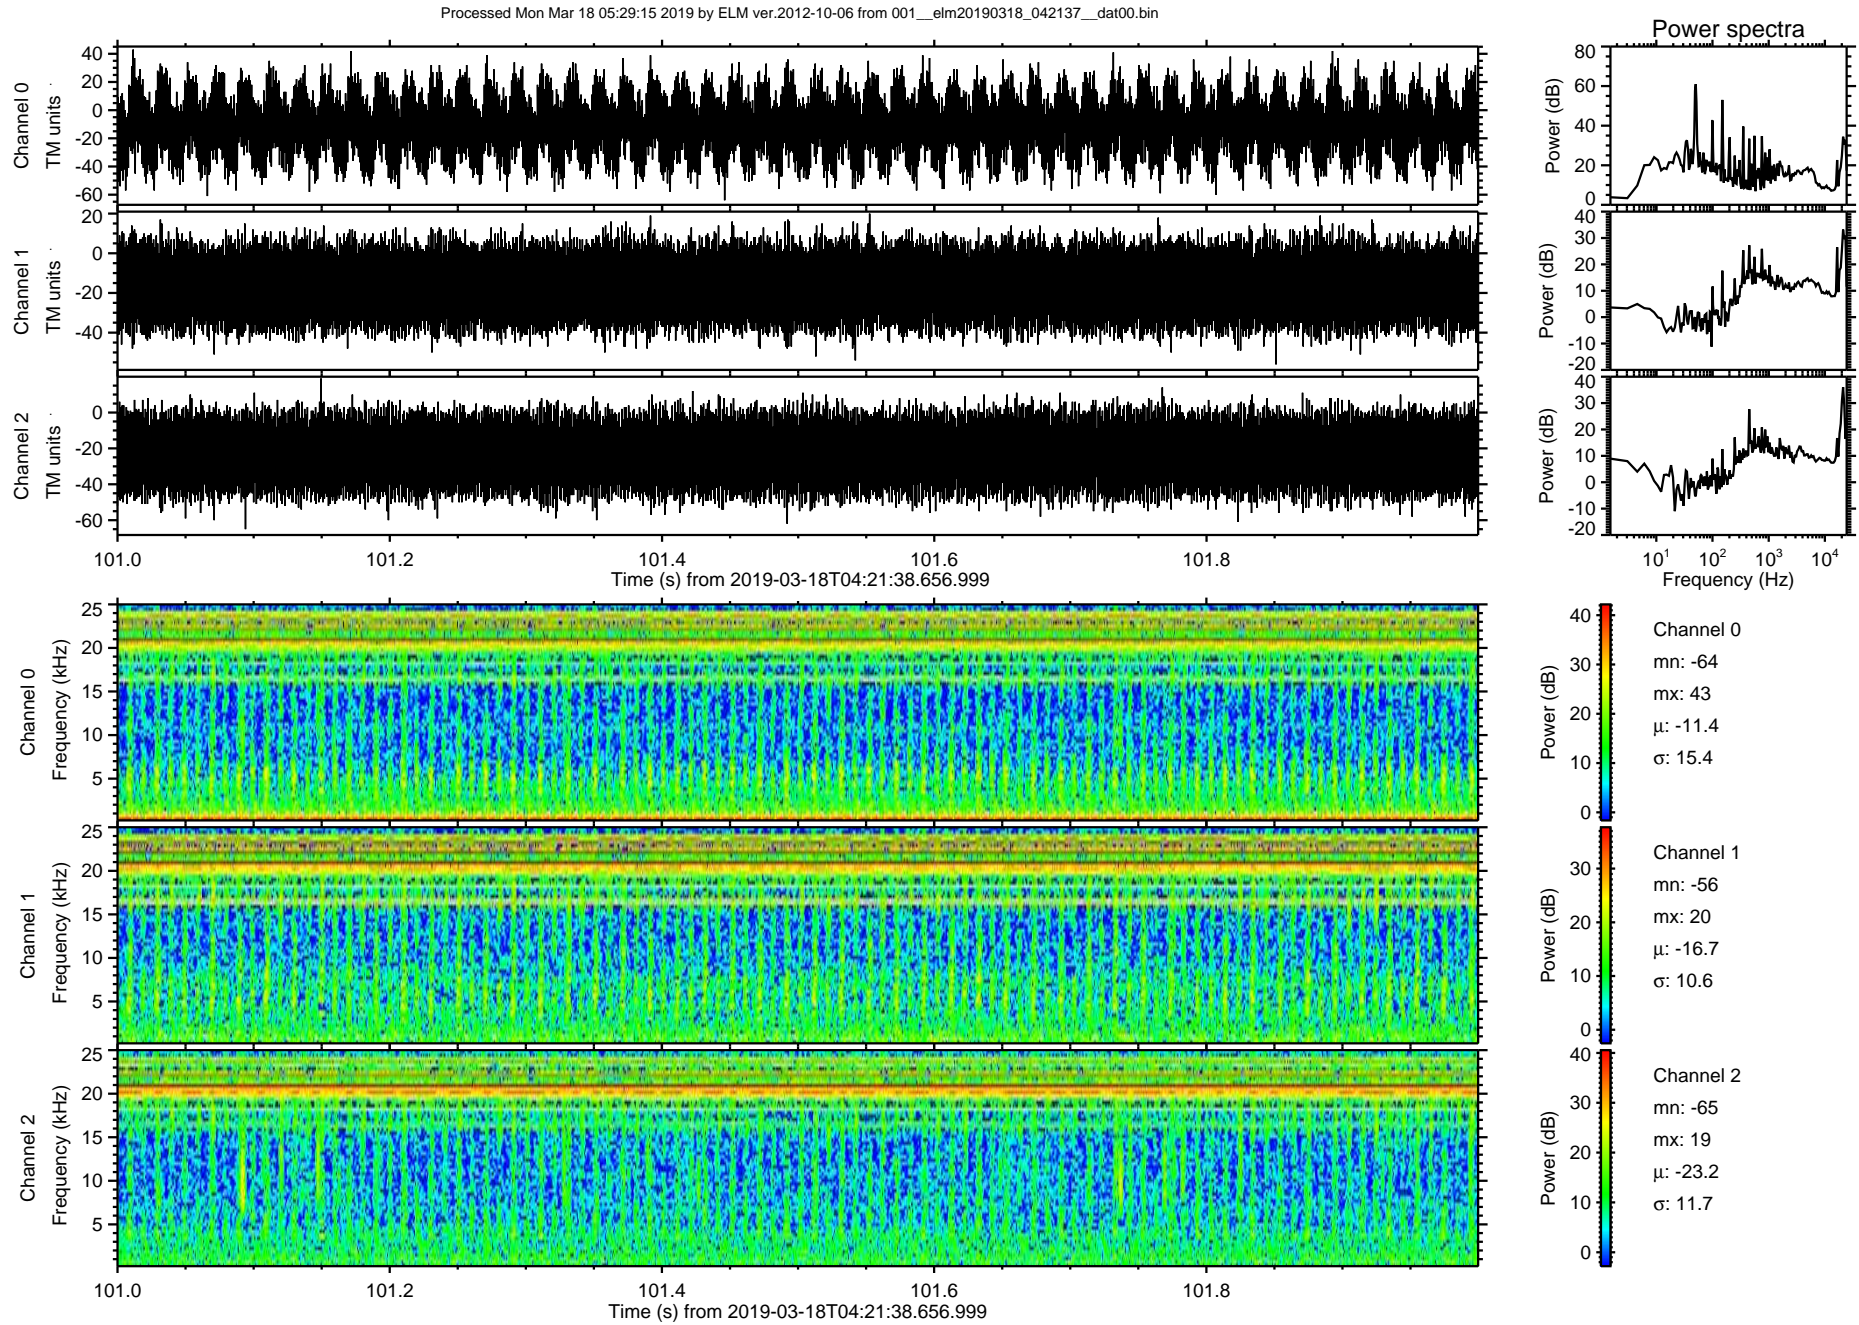 Processed Mon Mar 18 05:29:15 2019 by ELM ver.2012-10-06 from 001__elm20190318_042137__dat00.bin
Power spectra
Channel 0
TM units
40
20
0
-20
-40
-60
Power (dB)
80
60
40
20
0
Channel 1
TM units
20
0
-20
-40
Power (dB)
40
30
20
10
0
-10
-20
Channel 2
TM units
0
-20
-40
-60
Power (dB)
40
30
20
10
0
-10
-20
101.0 101.2 101.4 101.6 101.8
Time (s) from 2019-03-18T04:21:38.656.999
10¹ 10² 10³ 10⁴
Frequency (Hz)
Channel 0
Frequency (kHz)
25
20
15
10
5
Power (dB)
40
30
20
10
0
Channel 0
mn: -64
mx: 43
μ: -11.4
σ: 15.4
Channel 1
Frequency (kHz)
25
20
15
10
5
Power (dB)
30
20
10
0
Channel 1
mn: -56
mx: 20
μ: -16.7
σ: 10.6
Channel 2
Frequency (kHz)
25
20
15
10
5
Power (dB)
40
30
20
10
0
Channel 2
mn: -65
mx: 19
μ: -23.2
σ: 11.7
101.0 101.2 101.4 101.6 101.8
Time (s) from 2019-03-18T04:21:38.656.999